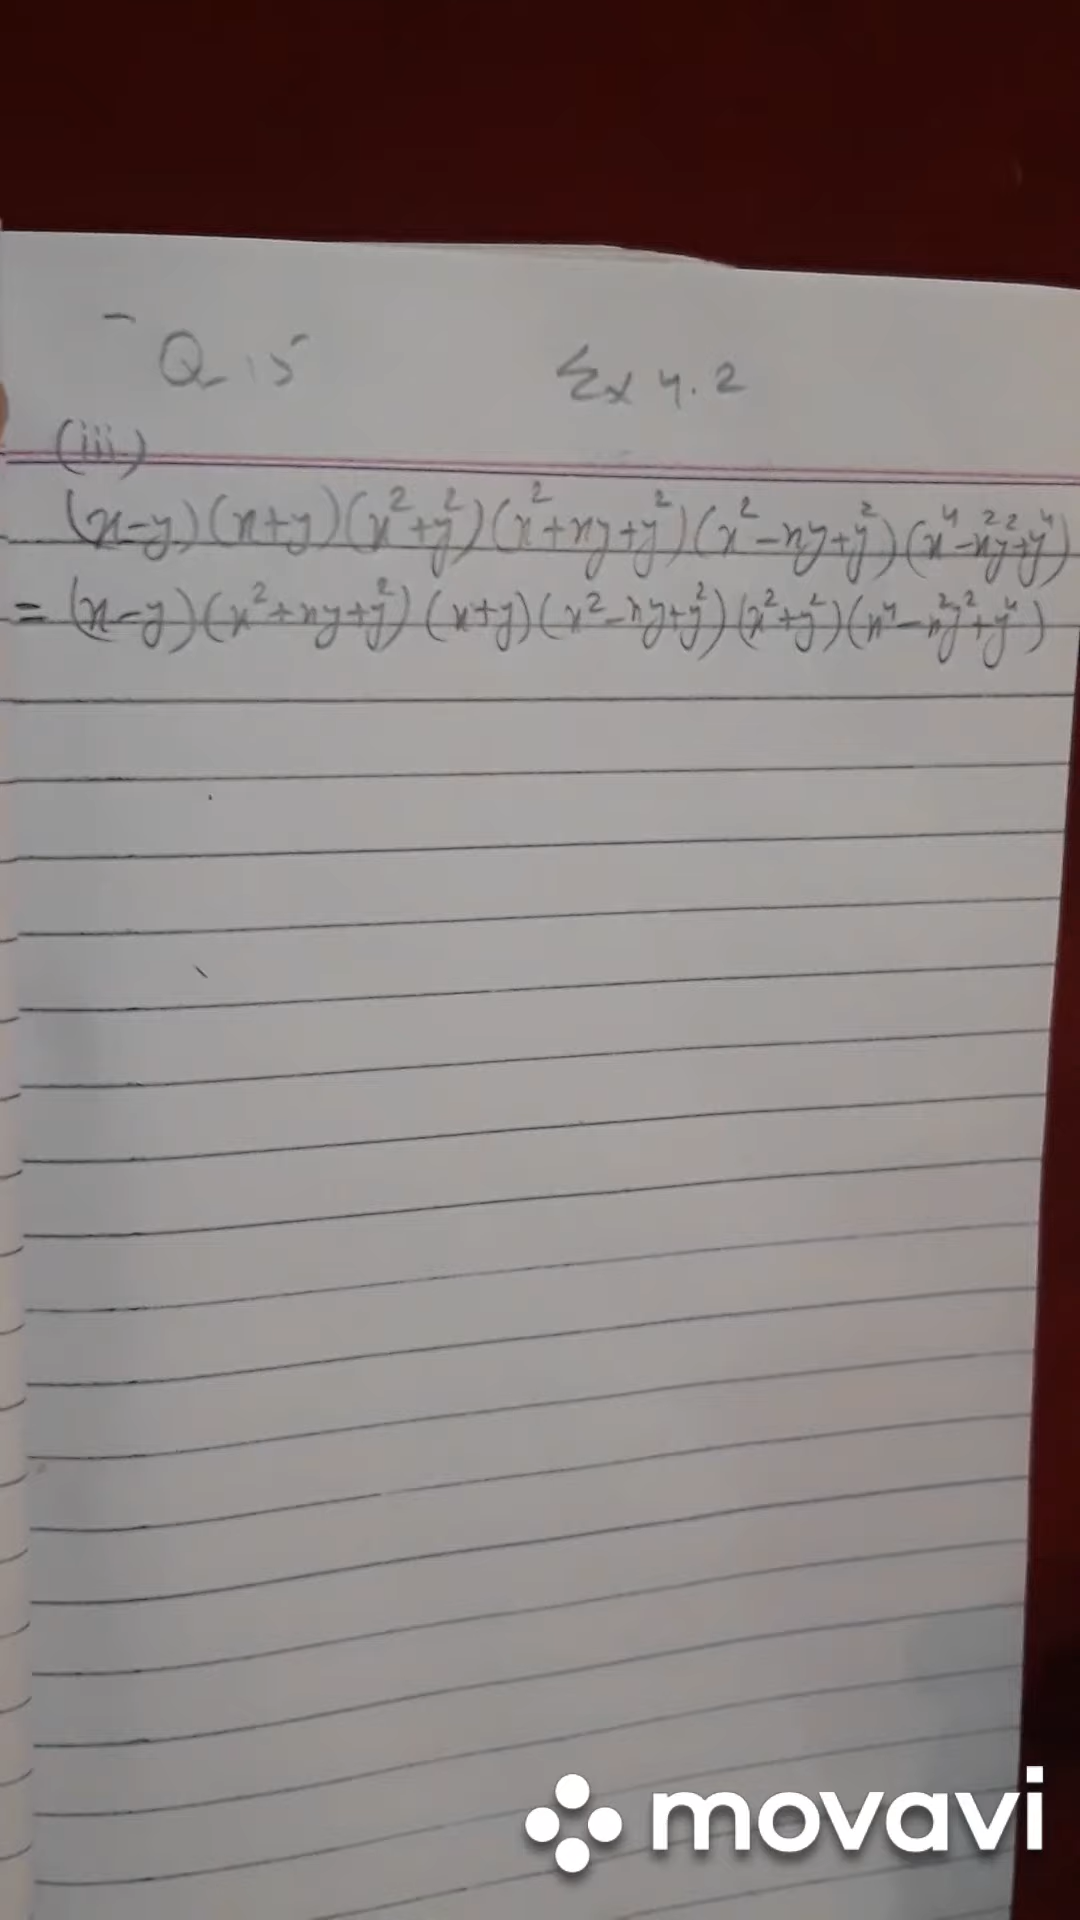 Q.15 Ex 4.2
(iii)
(x-y)(x+y)(x²+y²)(x²+xy+y²)(x²-xy+y²)(x⁴-x²y²+y⁴)
= (x-y)(x²+xy+y²)(x+y)(x²-xy+y²)(x²+y²)(x⁴-x²y²+y⁴)
movavi